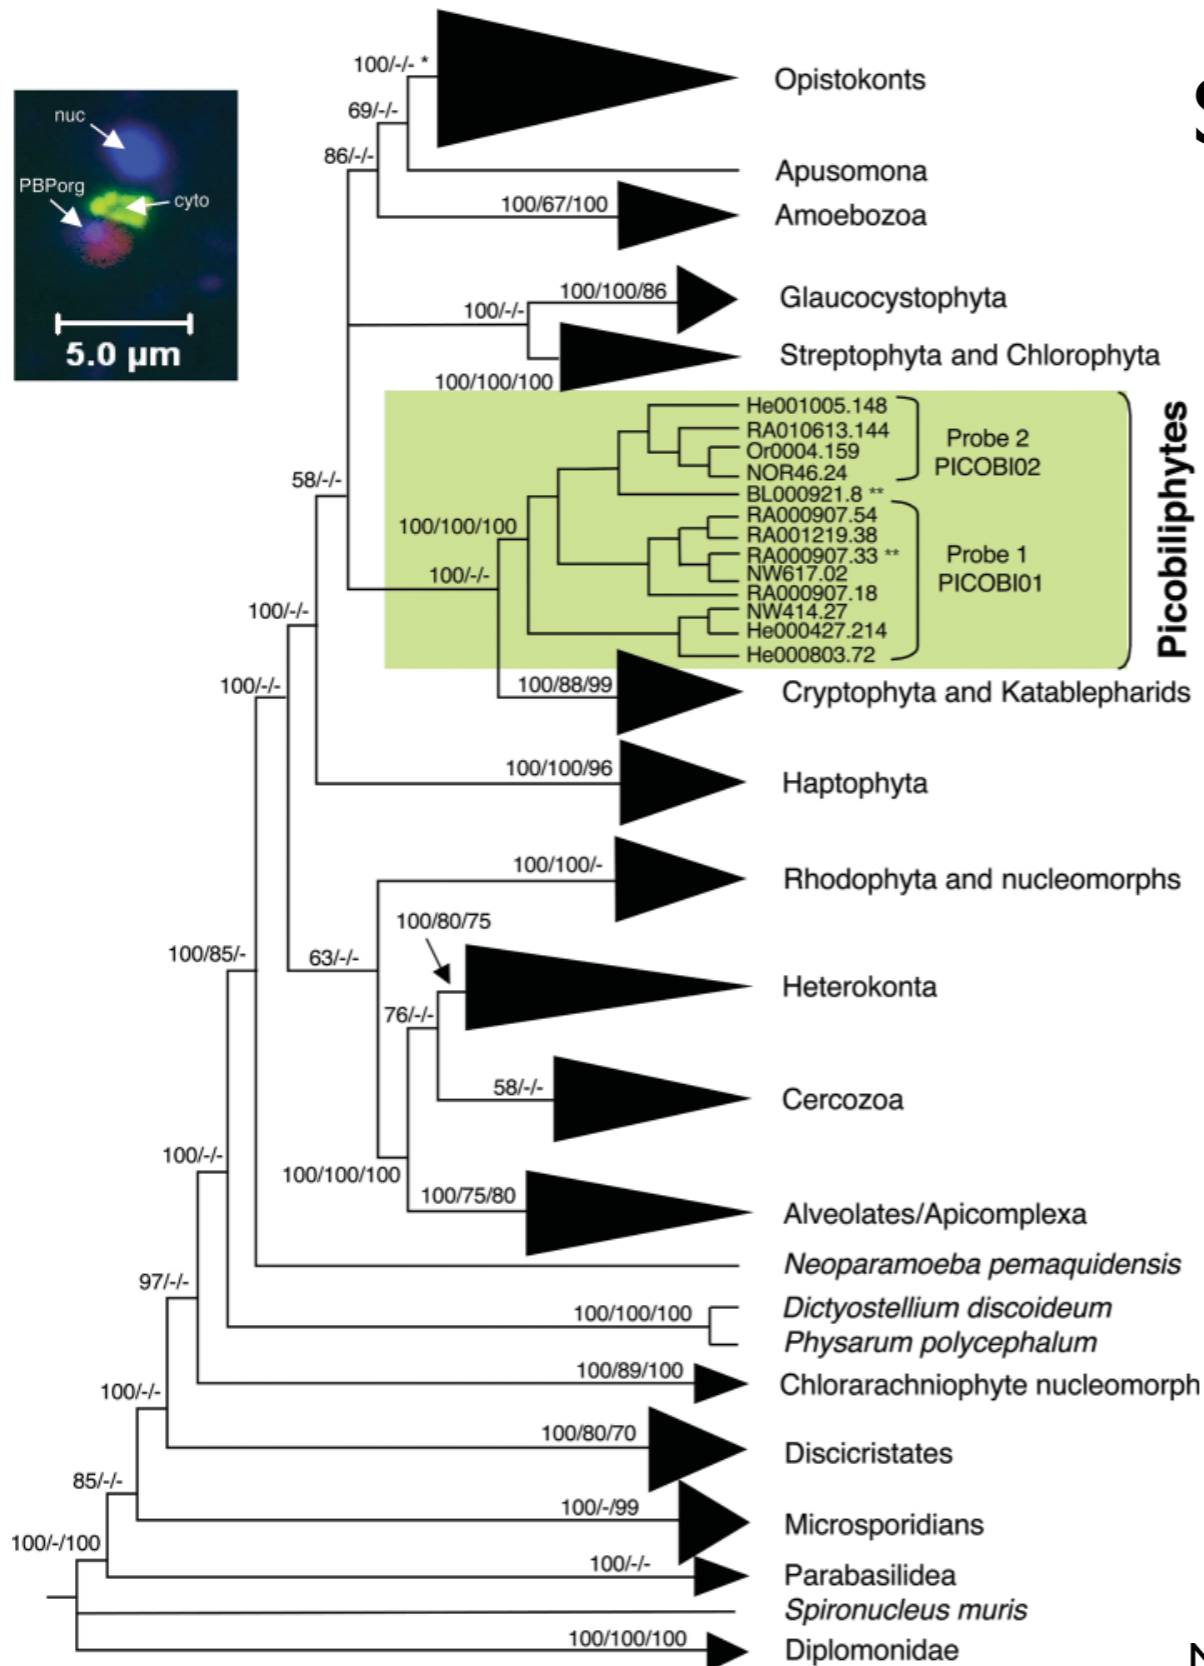 nuc
PBPorg
cyto
5.0 µm
100/-/- *
Opistokonts
69/-/-
86/-/-
Apusomona
100/67/100
Amoebozoa
100/100/86
Glaucocystophyta
100/-/-
Streptophyta and Chlorophyta
100/100/100
He001005.148
RA010613.144
Or0004.159
NOR46.24
Probe 2
PICOBI02
BL000921.8 **
58/-/-
100/100/100
RA000907.54
RA001219.38
RA000907.33 **
NW617.02
RA000907.18
NW414.27
He000427.214
He000803.72
Probe 1
PICOBI01
Picobiliphytes
100/-/-
100/-/-
100/-/-
100/88/99
Cryptophyta and Katablepharids
100/100/96
Haptophyta
100/100/-
Rhodophyta and nucleomorphs
100/80/75
100/85/-
63/-/-
Heterokonta
76/-/-
58/-/-
Cercozoa
100/-/-
100/100/100
100/75/80
Alveolates/Apicomplexa
Neoparamoeba pemaquidensis
97/-/-
100/100/100
Dictyostellium discoideum
Physarum polycephalum
100/89/100
Chlorarachniophyte nucleomorph
100/-/-
100/80/70
Discicristates
85/-/-
100/-/99
Microsporidians
100/-/100
100/-/-
Parabasilidea
Spironucleus muris
100/100/100
Diplomonidae